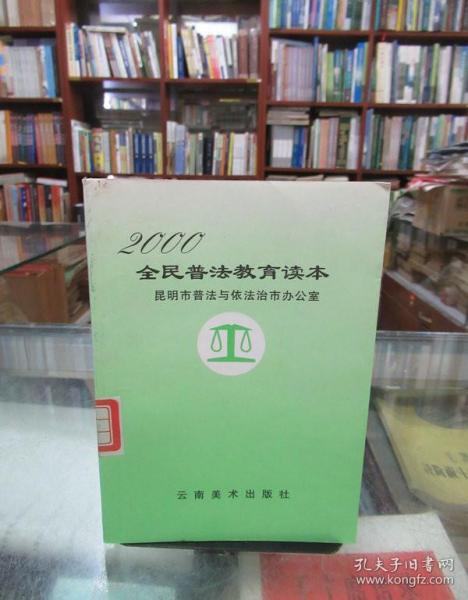 2000
全民普法教育读本
昆明市普法与依法治市办公室
云南美术出版社
孔夫子旧书网
www.kongfz.com